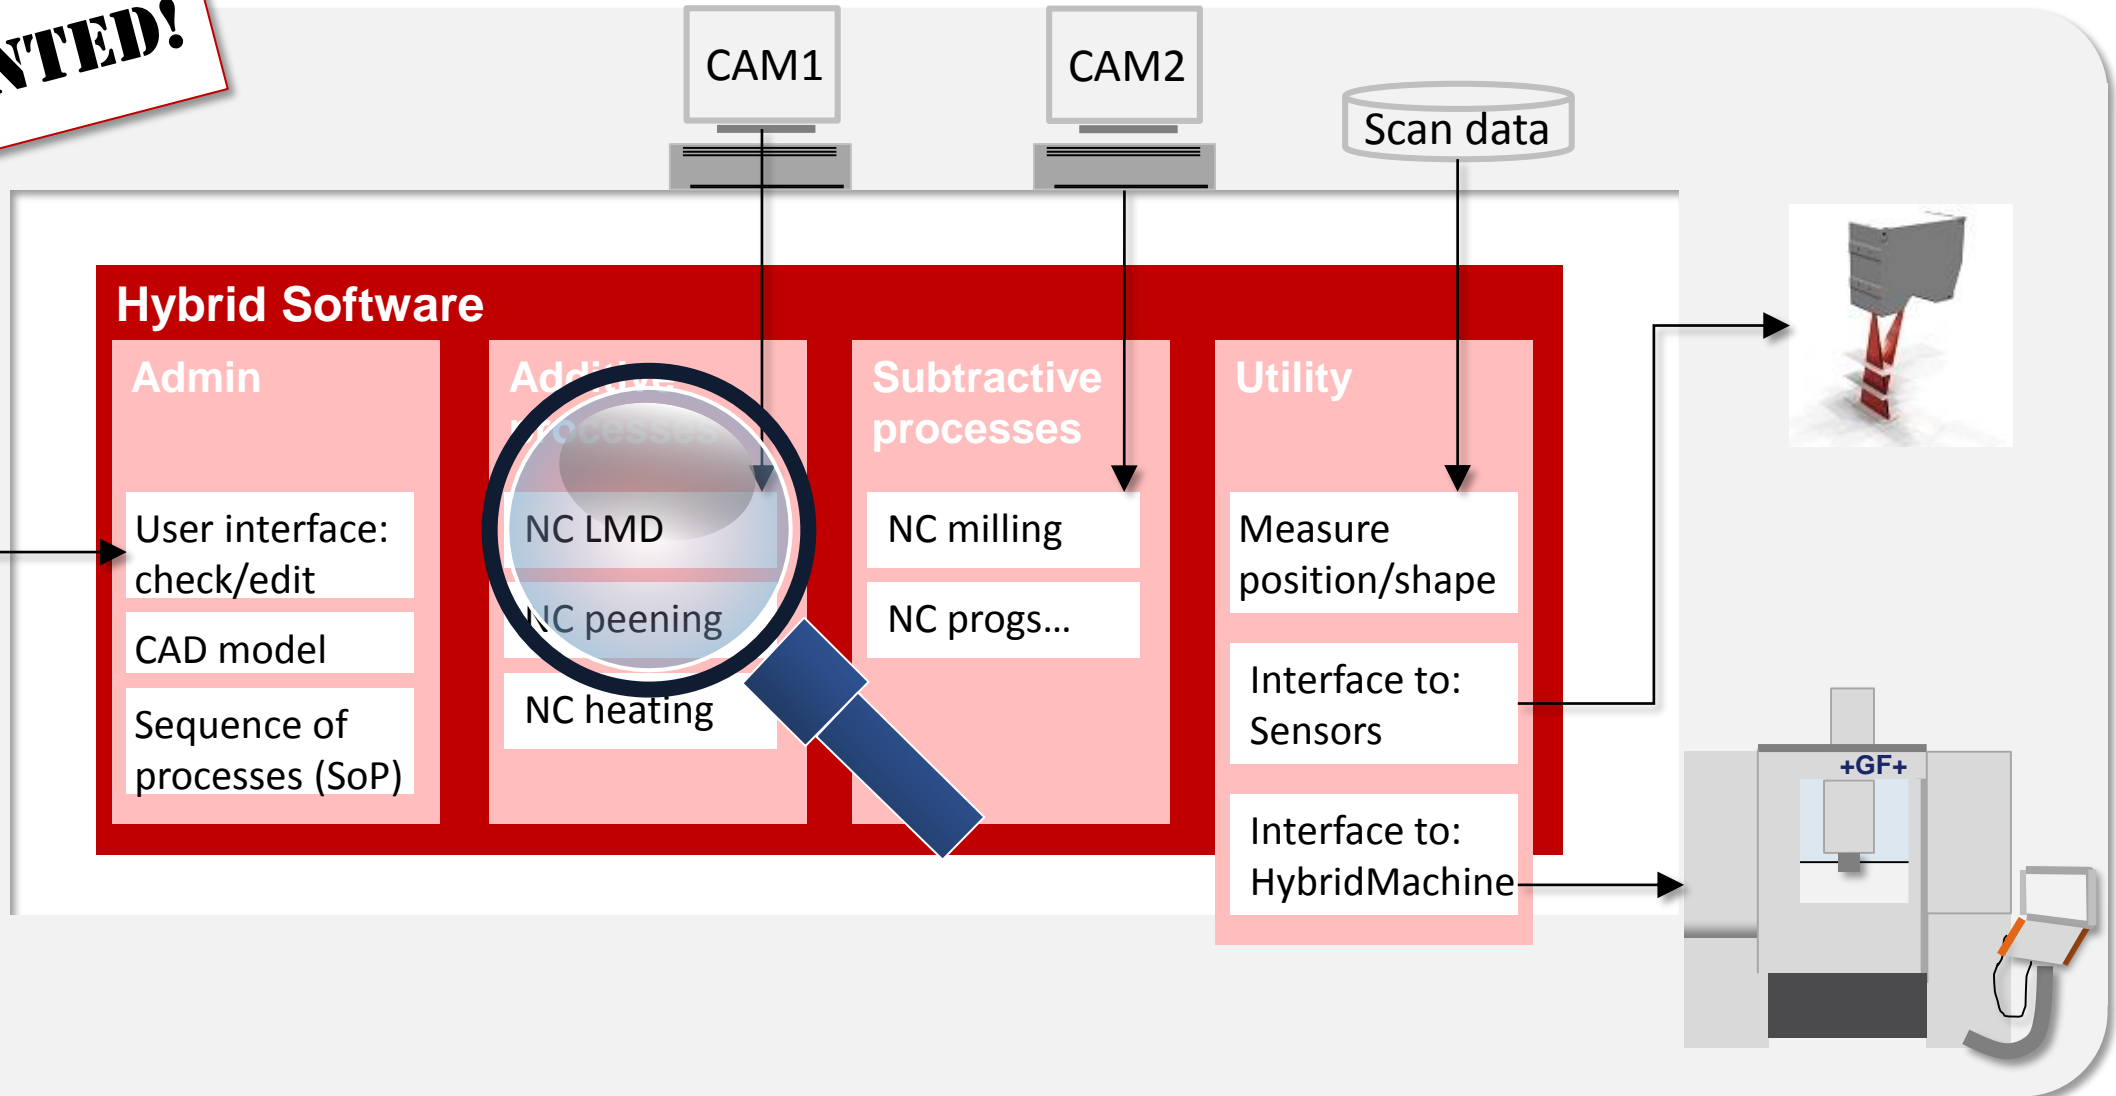 NTED!
CAM1
CAM2
Scan data
Hybrid Software
Admin
User interface:
check/edit
CAD model
Sequence of
processes (SoP)
Additive
processes
NC LMD
NC peening
NC heating
Subtractive
processes
NC milling
NC progs...
Utility
Measure
position/shape
Interface to:
Sensors
Interface to:
HybridMachine
+GF+